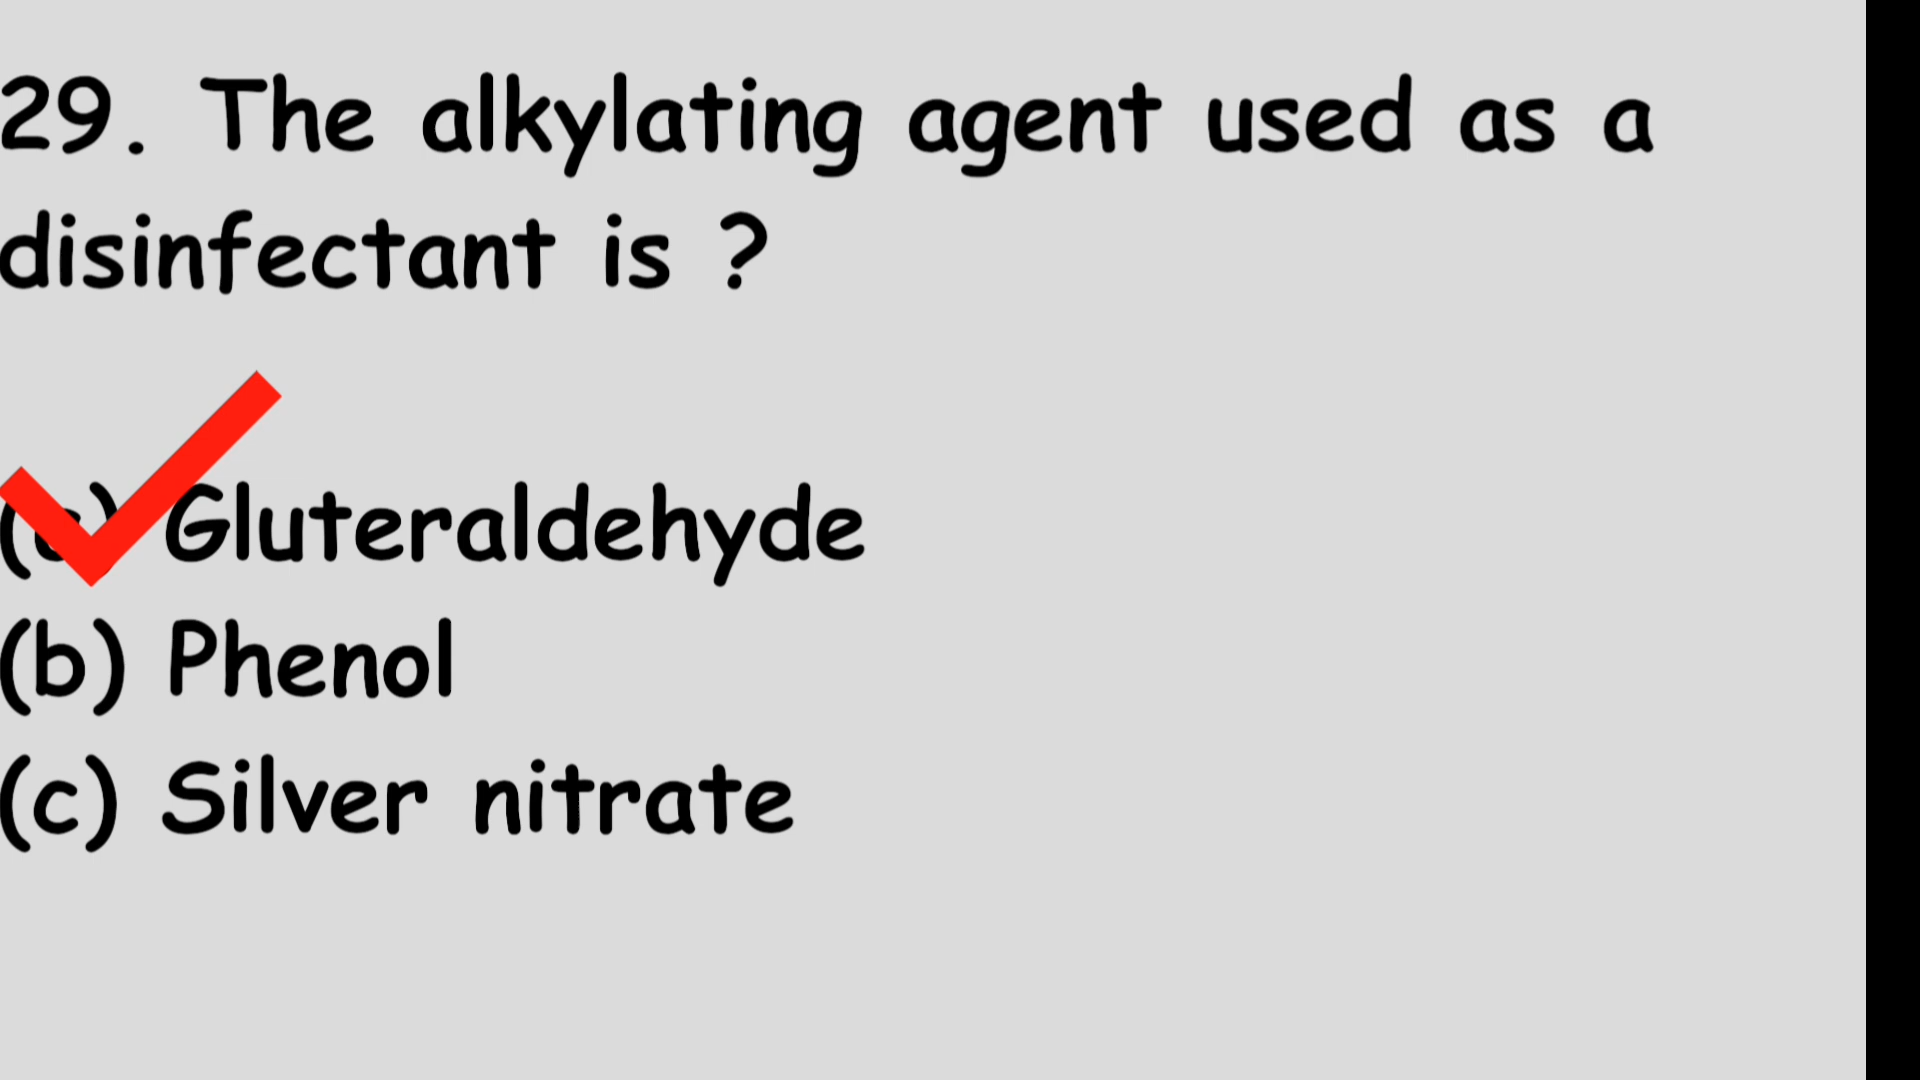 29. The alkylating agent used as a
disinfectant is ?
(a) Gluteraldehyde
(b) Phenol
(c) Silver nitrate